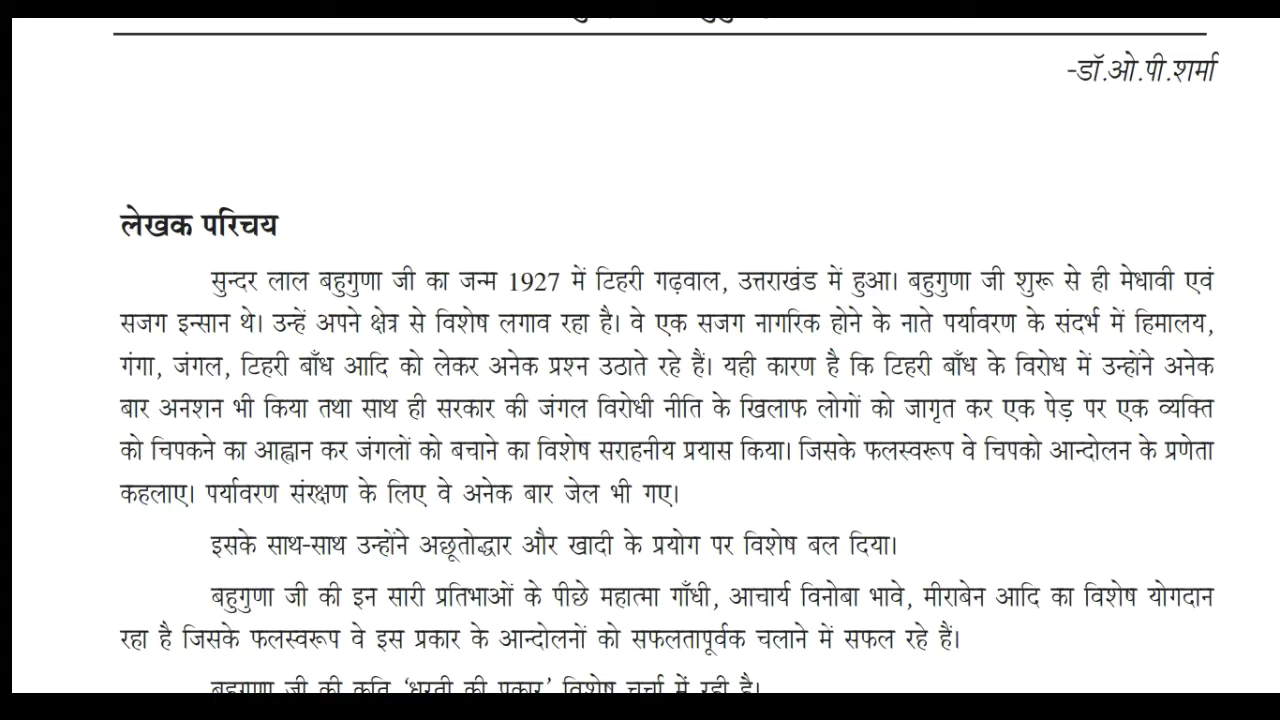 -डॉ.ओ.पी.शर्मा
लेखक परिचय
सुन्दर लाल बहुगुणा जी का जन्म 1927 में टिहरी गढ़वाल, उत्तराखंड में हुआ। बहुगुणा जी शुरू से ही मेधावी एवं
सजग इन्सान थे। उन्हें अपने क्षेत्र से विशेष लगाव रहा है। वे एक सजग नागरिक होने के नाते पर्यावरण के संदर्भ में हिमालय,
गंगा, जंगल, टिहरी बाँध आदि को लेकर अनेक प्रश्न उठाते रहे हैं। यही कारण है कि टिहरी बाँध के विरोध में उन्होंने अनेक
बार अनशन भी किया तथा साथ ही सरकार की जंगल विरोधी नीति के खिलाफ लोगों को जागृत कर एक पेड़ पर एक व्यक्ति
को चिपकने का आह्वान कर जंगलों को बचाने का विशेष सराहनीय प्रयास किया। जिसके फलस्वरूप वे चिपको आन्दोलन के प्रणेता
कहलाए। पर्यावरण संरक्षण के लिए वे अनेक बार जेल भी गए।
इसके साथ-साथ उन्होंने अछूतोद्धार और खादी के प्रयोग पर विशेष बल दिया।
बहुगुणा जी की इन सारी प्रतिभाओं के पीछे महात्मा गाँधी, आचार्य विनोबा भावे, मीराबेन आदि का विशेष योगदान
रहा है जिसके फलस्वरूप वे इस प्रकार के आन्दोलनों को सफलतापूर्वक चलाने में सफल रहे हैं।
बहुगुणा जी की कृति 'धरती की पुकार' विशेष चर्चा में रही है।